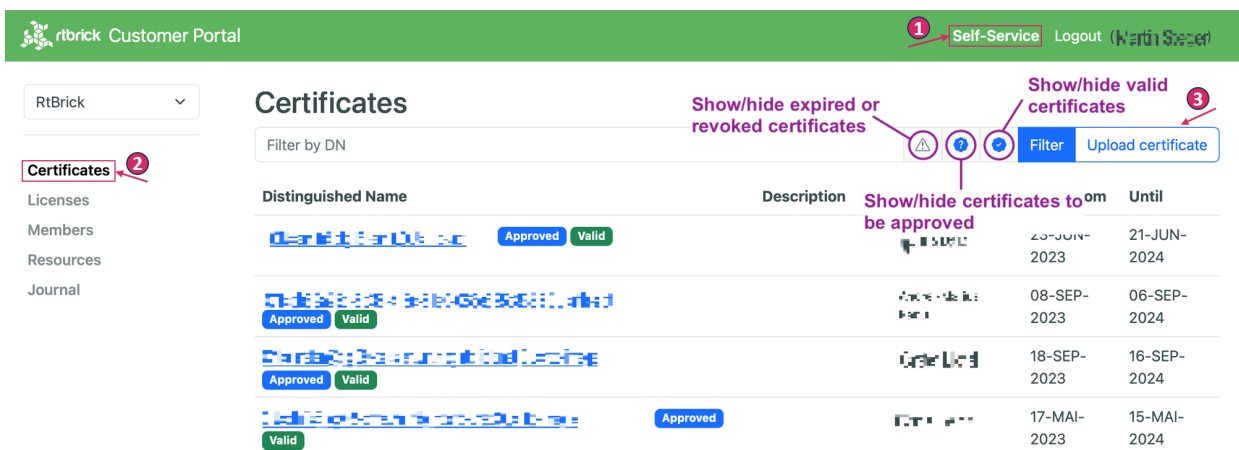 rtbrick Customer Portal
1
Self-Service Logout
RtBrick
Certificates
Show/hide expired or
revoked certificates
Show/hide valid
certificates
3
Filter by DN
Filter Upload certificate
Certificates 2
Licenses
Members
Resources
Journal
Distinguished Name Description om Until
Show/hide certificates to
be approved
Approved Valid
23-JUN-
2023
21-JUN-
2024
Approved Valid
08-SEP-
2023
06-SEP-
2024
Approved Valid
18-SEP-
2023
16-SEP-
2024
Approved
Valid
17-MAI-
2023
15-MAI-
2024